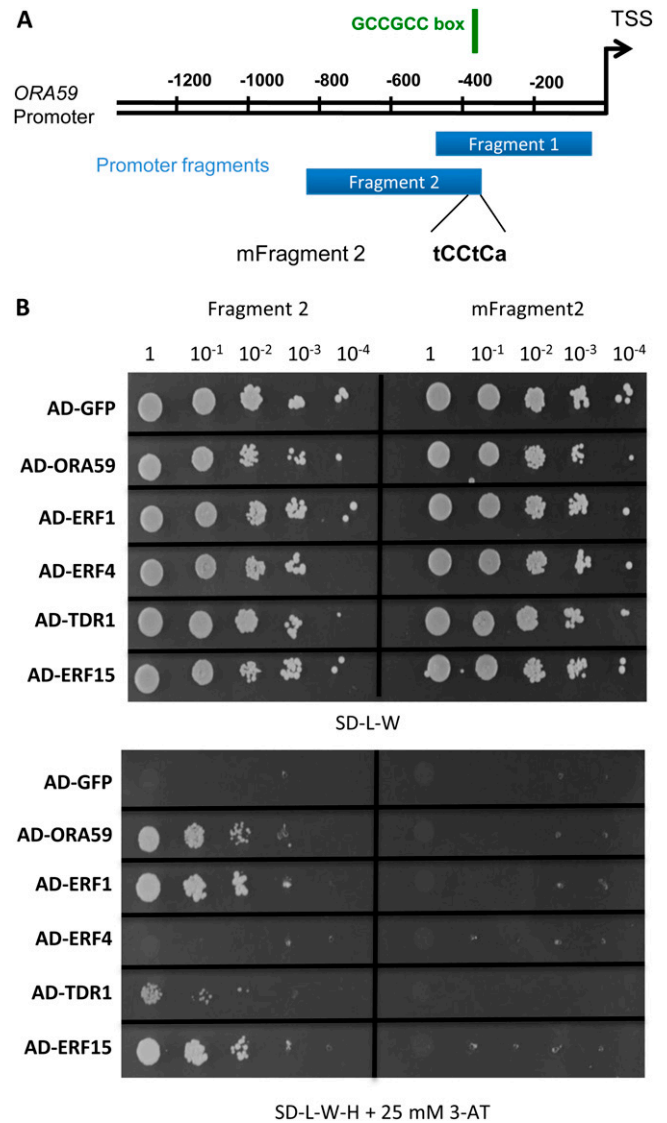 A
GCCGCC box
TSS
-1200 -1000 -800 -600 -400 -200
ORA59
Promoter
Fragment 1
Promoter fragments
Fragment 2
mFragment 2 tCCtCa
B
Fragment 2 mFragment2
1 10⁻¹ 10⁻² 10⁻³ 10⁻⁴ 1 10⁻¹ 10⁻² 10⁻³ 10⁻⁴
AD-GFP
AD-ORA59
AD-ERF1
AD-ERF4
AD-TDR1
AD-ERF15
SD-L-W
AD-GFP
AD-ORA59
AD-ERF1
AD-ERF4
AD-TDR1
AD-ERF15
SD-L-W-H + 25 mM 3-AT